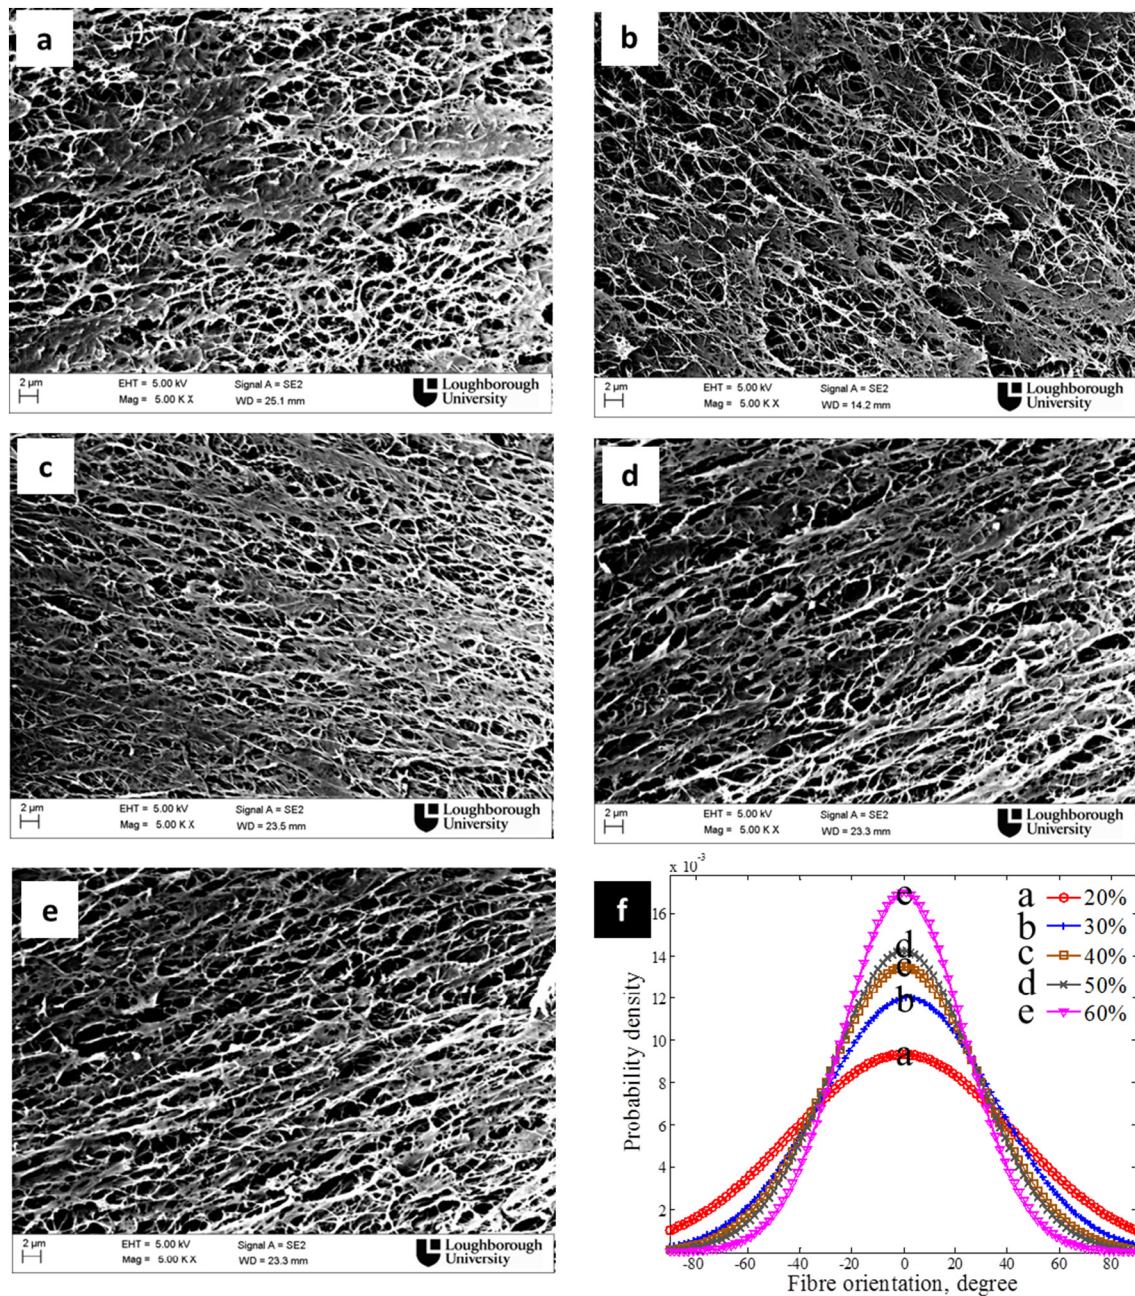 a
2 µm
EHT = 5.00 kV
Signal A = SE2
Mag = 5.00 K X
WD = 25.1 mm
Loughborough
University
b
2 µm
EHT = 5.00 kV
Signal A = SE2
Mag = 5.00 K X
WD = 14.2 mm
Loughborough
University
c
2 µm
EHT = 5.00 kV
Signal A = SE2
Mag = 5.00 K X
WD = 23.5 mm
Loughborough
University
d
2 µm
EHT = 5.00 kV
Signal A = SE2
Mag = 5.00 K X
WD = 23.3 mm
Loughborough
University
e
2 µm
EHT = 5.00 kV
Signal A = SE2
Mag = 5.00 K X
WD = 23.3 mm
Loughborough
University
f
x 10⁻³
16
14
12
10
8
6
4
2
Probability density
e
d
c
b
a
a 20%
b 30%
c 40%
d 50%
e 60%
-80 -60 -40 -20 0 20 40 60 80
Fibre orientation, degree